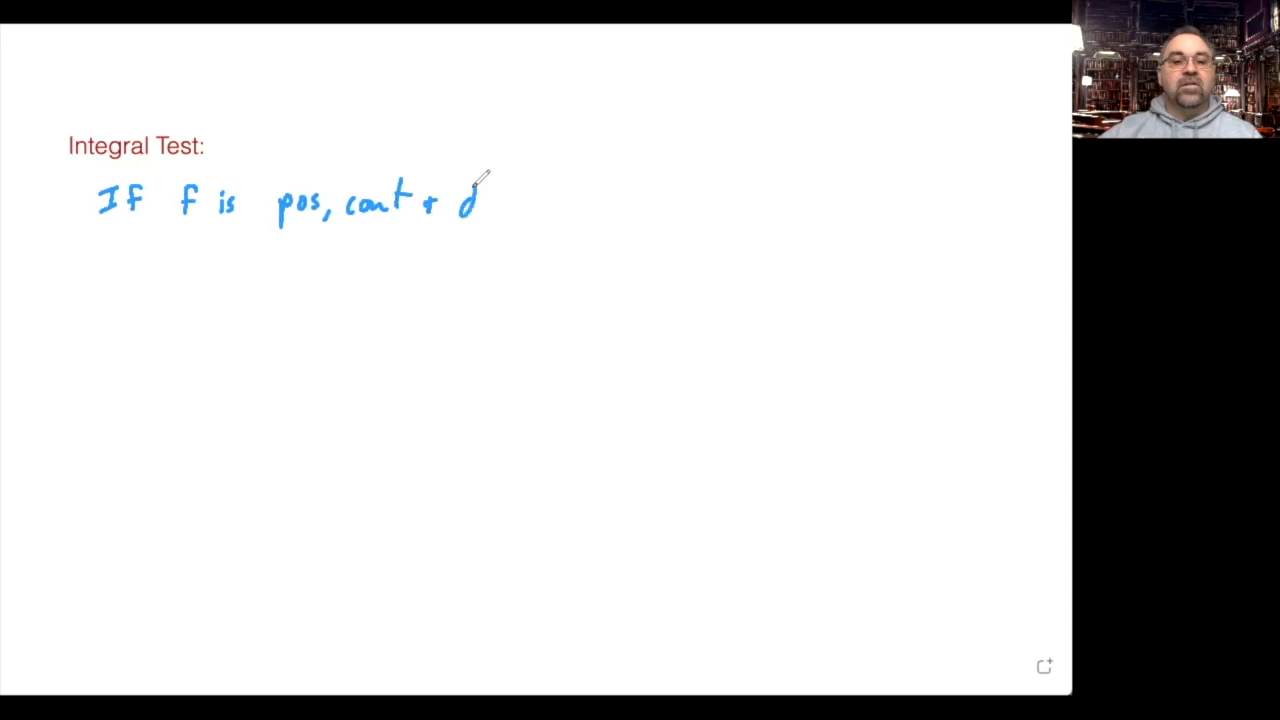 Integral Test:
If f is pos, cont + d